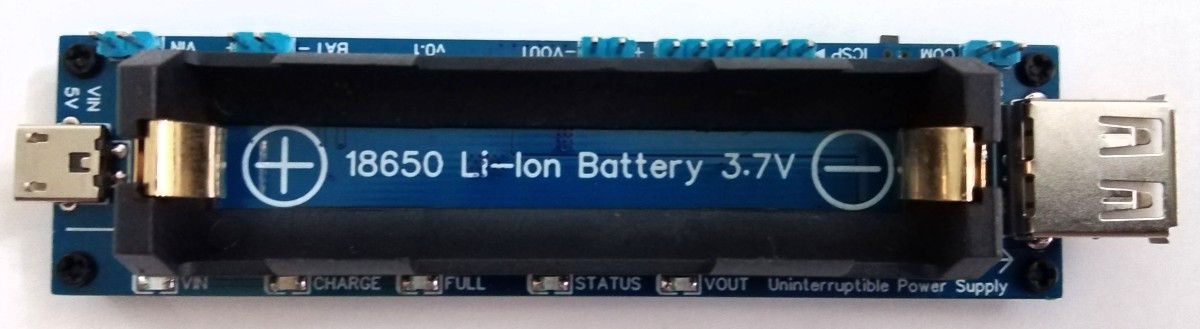 VIN
+ BAT -
v0.1
-VOUT +
ICSP
COM
VIN
5V
18650 Li-Ion Battery 3.7V
VIN
CHARGE
FULL
STATUS
VOUT
Uninterruptible Power Supply